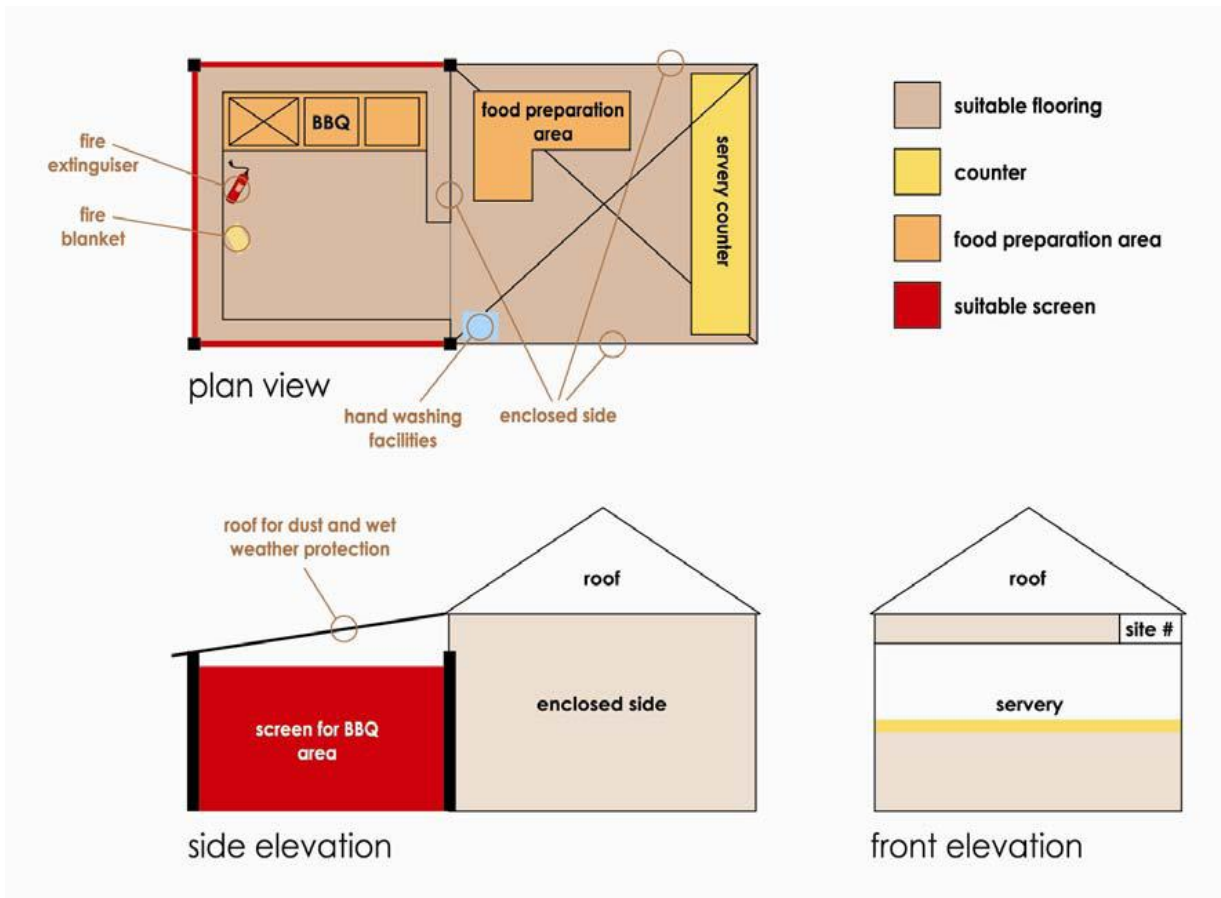 BBQ
food preparation
area
servery counter
fire
extinguiser
fire
blanket
plan view
hand washing
facilities
enclosed side
suitable flooring
counter
food preparation area
suitable screen
roof for dust and wet
weather protection
roof
screen for BBQ
area
enclosed side
side elevation
roof
site #
servery
front elevation